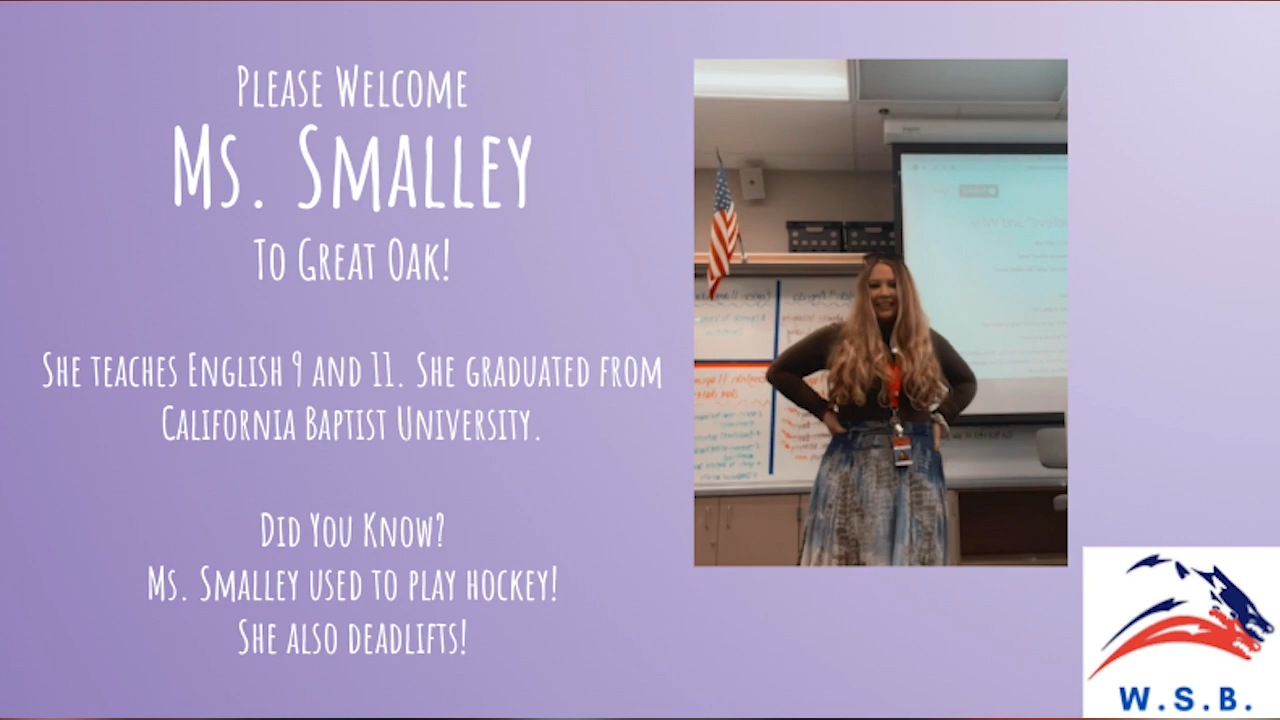 Please Welcome
Ms. Smalley
To Great Oak!
She teaches English 9 and 11. She graduated from
California Baptist University.
Did You Know?
Ms. Smalley used to play hockey!
She also deadlifts!
W.S.B.